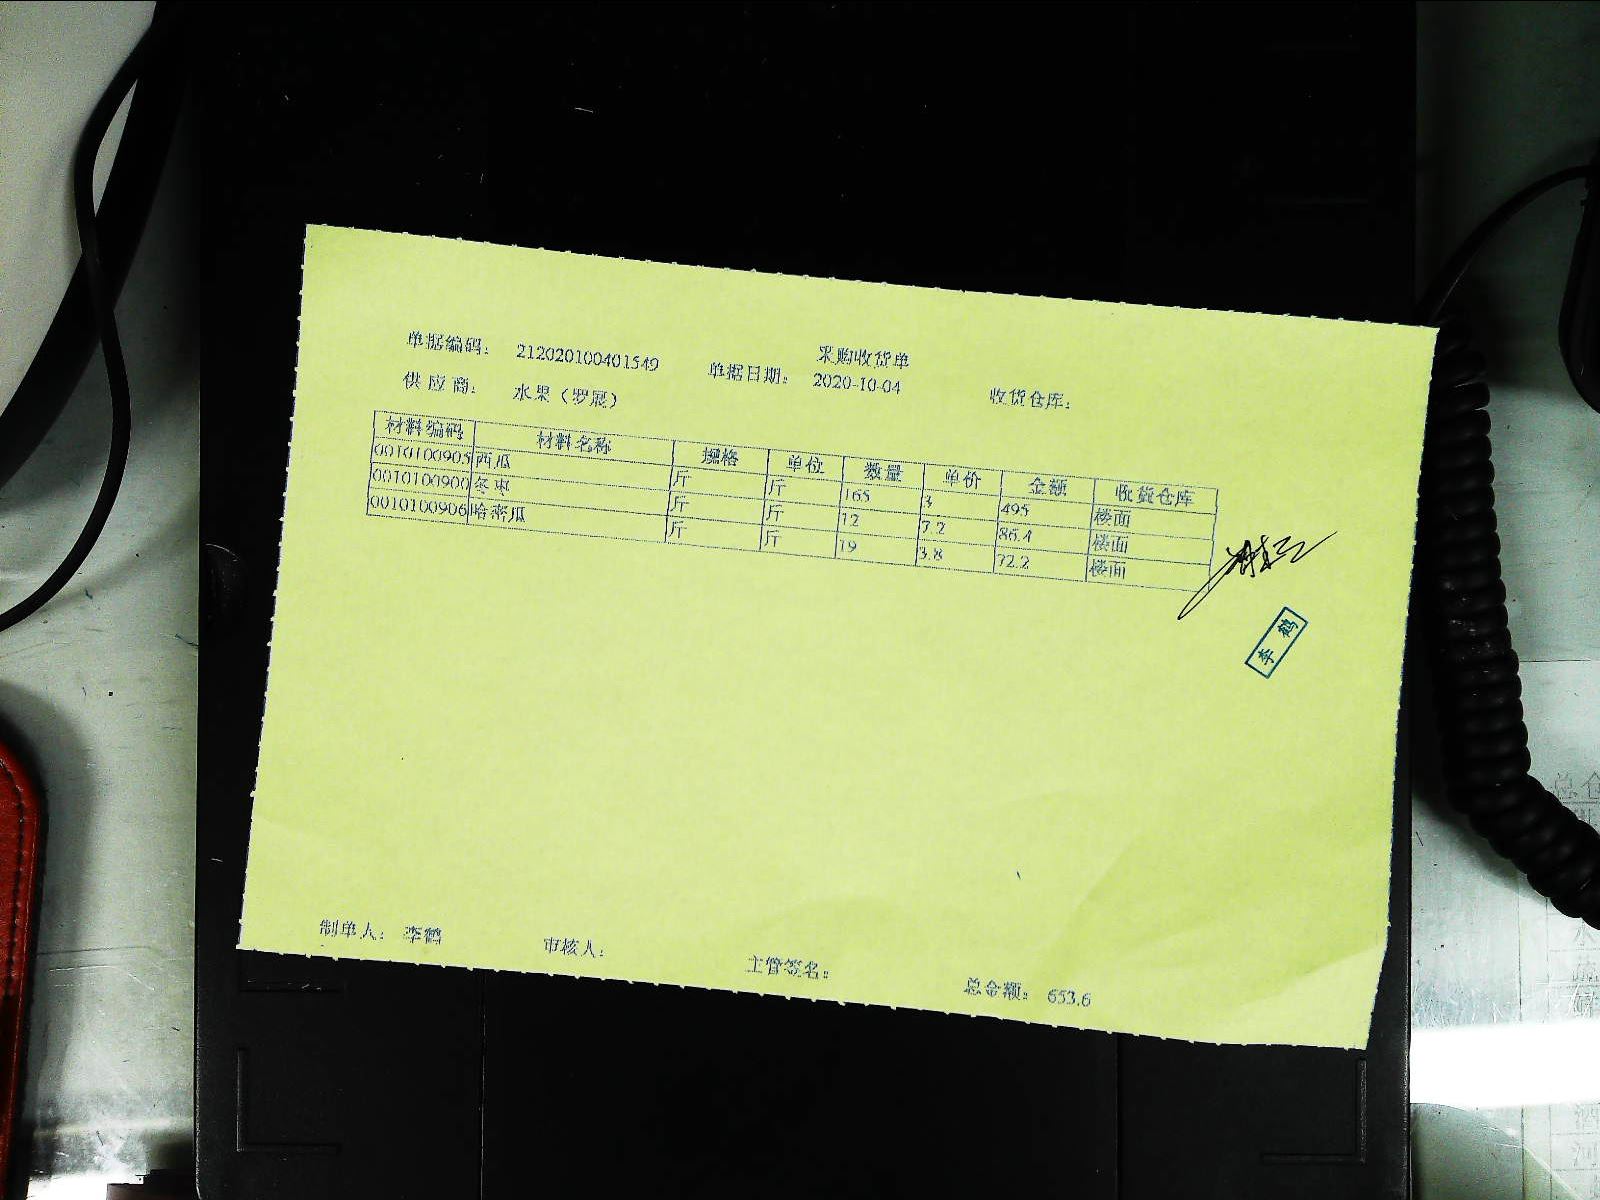 采购收货单
单据编码： 212020100401549 单据日期： 2020-10-04 收货仓库：
供应商： 水果（罗展）
材料编码 材料名称 规格 单位 数量 单价 金额 收货仓库
0010100905 西瓜 斤 斤 165 3 495 楼面
0010100900 冬枣 斤 斤 12 7.2 86.4 楼面
0010100906 哈密瓜 斤 斤 19 3.8 72.2 楼面
李鹤
制单人： 李鹤 审核人： 主管签名： 总金额： 653.6